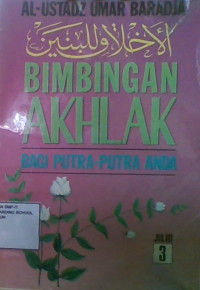 AL-USTADZ UMAR BARADJA
الأخلاق للبنين
BIMBINGAN
AKHLAK
BAGI PUTRA-PUTRA ANDA
JILID
3